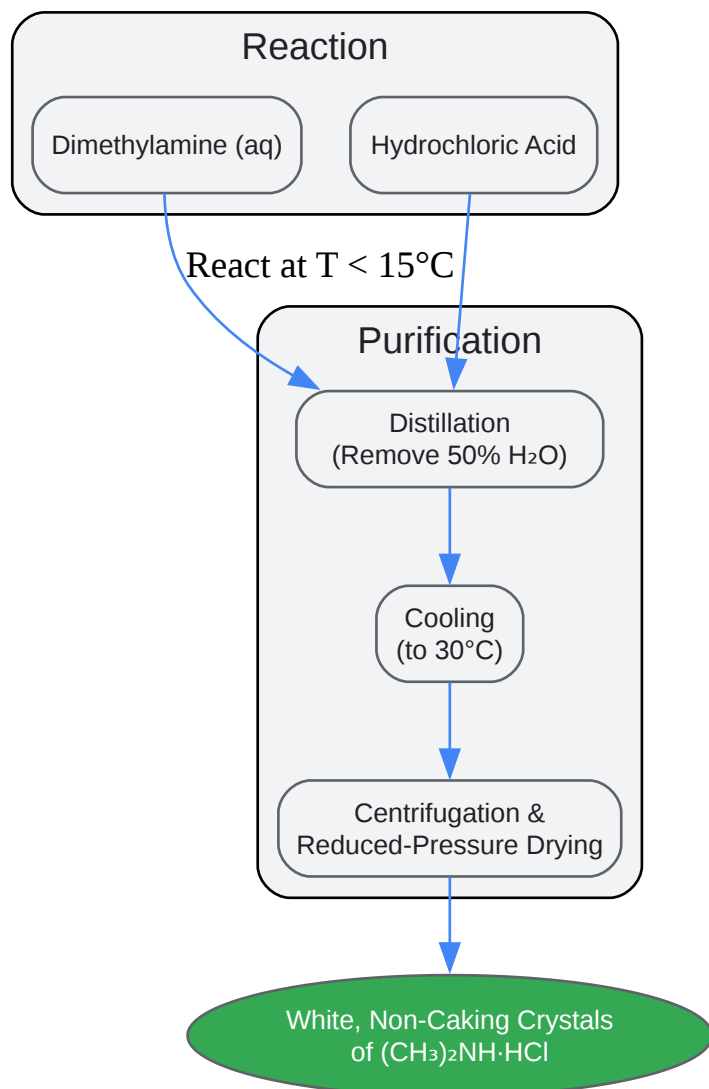 Reaction
Dimethylamine (aq)
Hydrochloric Acid
React at T < 15°C
Purification
Distillation
(Remove 50% H₂O)
Cooling
(to 30°C)
Centrifugation &
Reduced-Pressure Drying
White, Non-Caking Crystals
of (CH₃)₂NH·HCl